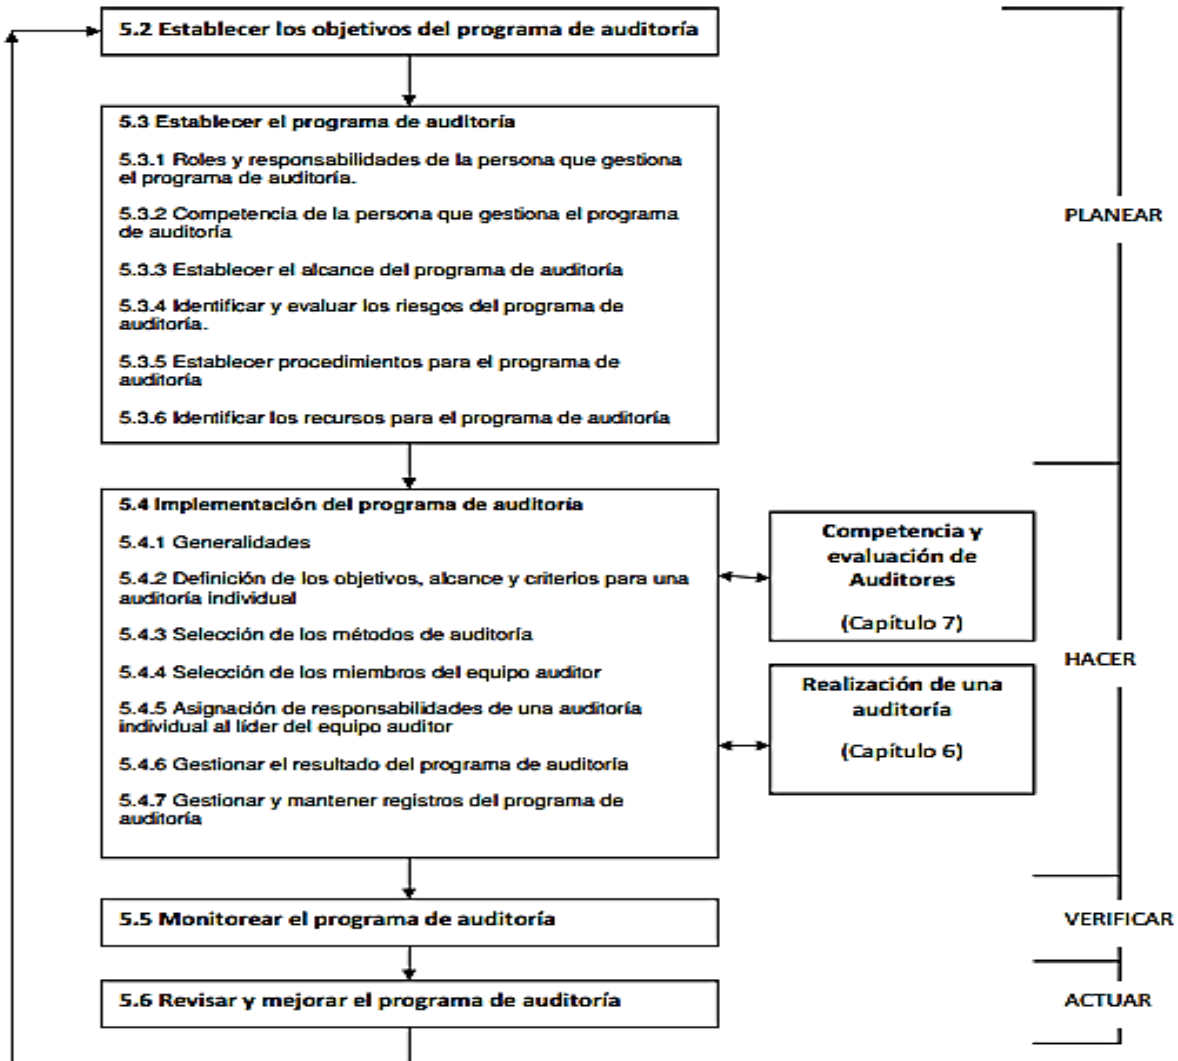 5.2 Establecer los objetivos del programa de auditoría
5.3 Establecer el programa de auditoría
5.3.1 Roles y responsabilidades de la persona que gestiona
el programa de auditoría.
5.3.2 Competencia de la persona que gestiona el programa
de auditoría
5.3.3 Establecer el alcance del programa de auditoría
5.3.4 Identificar y evaluar los riesgos del programa de
auditoría.
5.3.5 Establecer procedimientos para el programa de
auditoría
5.3.6 Identificar los recursos para el programa de auditoría
PLANEAR
5.4 Implementación del programa de auditoría
5.4.1 Generalidades
5.4.2 Definición de los objetivos, alcance y criterios para una
auditoría individual
5.4.3 Selección de los métodos de auditoría
5.4.4 Selección de los miembros del equipo auditor
5.4.5 Asignación de responsabilidades de una auditoría
individual al líder del equipo auditor
5.4.6 Gestionar el resultado del programa de auditoría
5.4.7 Gestionar y mantener registros del programa de
auditoría
Competencia y
evaluación de
Auditores
(Capítulo 7)
Realización de una
auditoría
(Capítulo 6)
HACER
5.5 Monitorear el programa de auditoría
VERIFICAR
5.6 Revisar y mejorar el programa de auditoría
ACTUAR